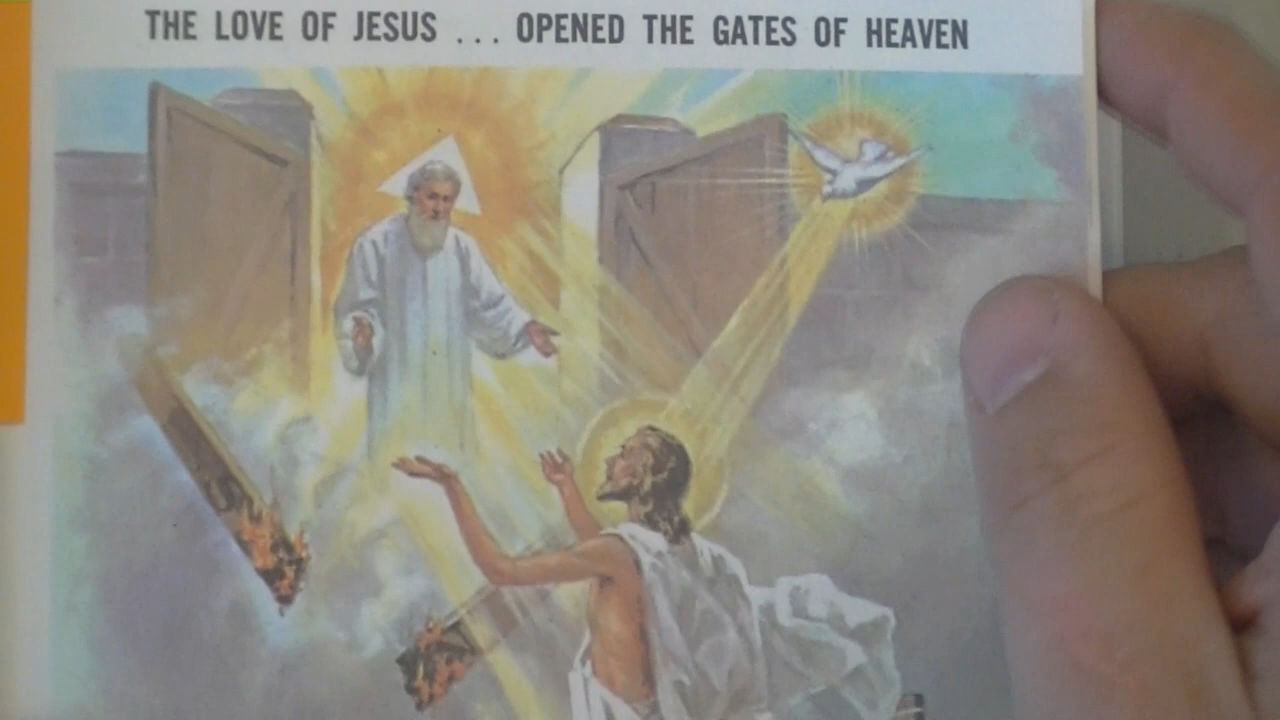 THE LOVE OF JESUS ... OPENED THE GATES OF HEAVEN